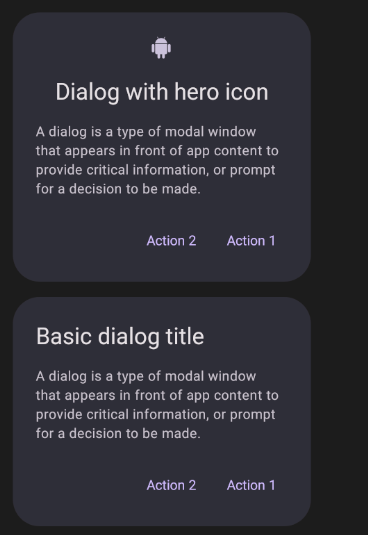 Dialog with hero icon
A dialog is a type of modal window
that appears in front of app content to
provide critical information, or prompt
for a decision to be made.
Action 2 Action 1
Basic dialog title
A dialog is a type of modal window
that appears in front of app content to
provide critical information, or prompt
for a decision to be made.
Action 2 Action 1